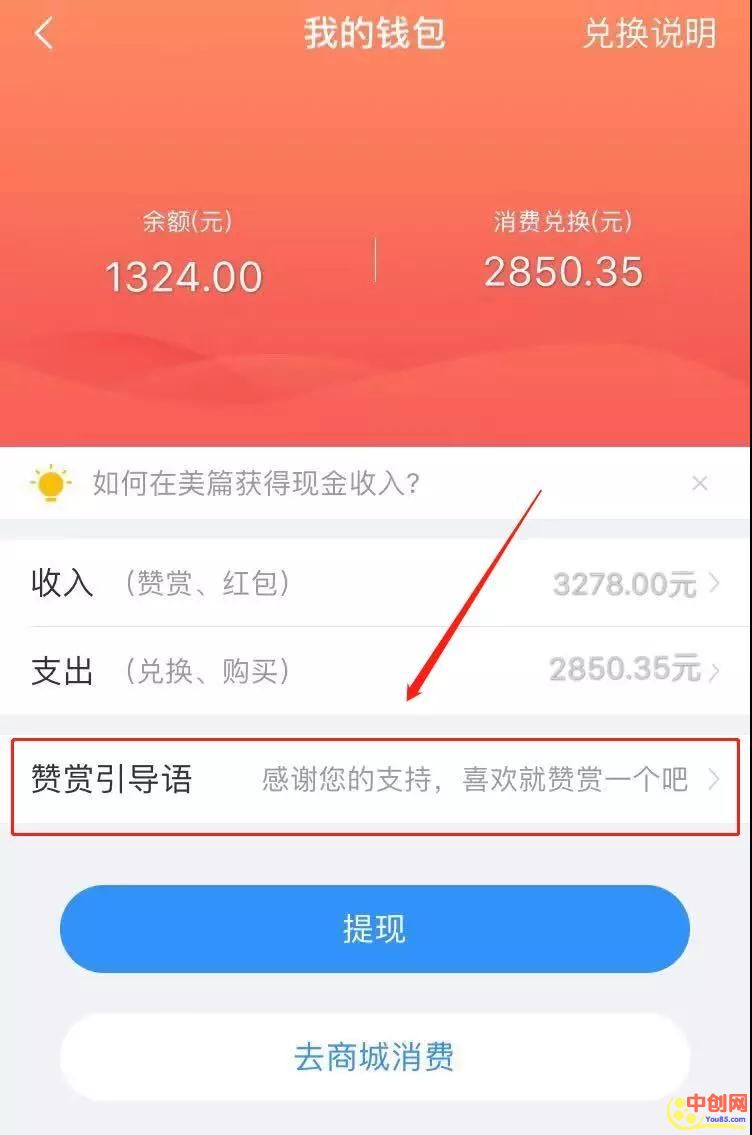 我的钱包 兑换说明
余额(元) 消费兑换(元)
1324.00 2850.35
如何在美篇获得现金收入? ×
收入 (赞赏、红包) 3278.00元
支出 (兑换、购买) 2850.35元
赞赏引导语 感谢您的支持，喜欢就赞赏一个吧
提现
去商城消费
中创网
You85.com